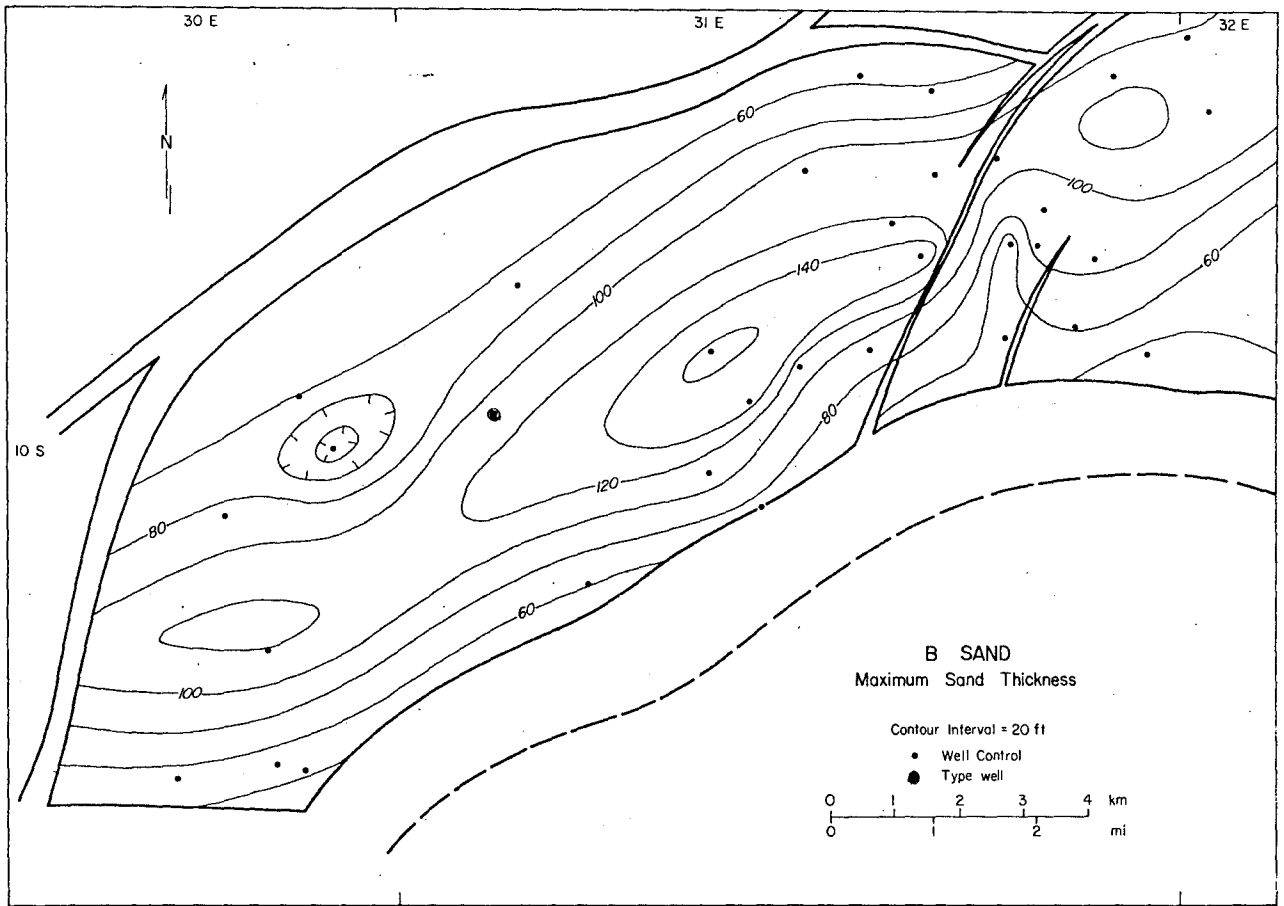 30 E
31 E
32 E
N
60
100
100
140
60
80
10 S
120
80
60
100
B SAND
Maximum Sand Thickness
Contour Interval = 20 ft
Well Control
Type well
0 1 2 3 4 km
0 1 2 mi